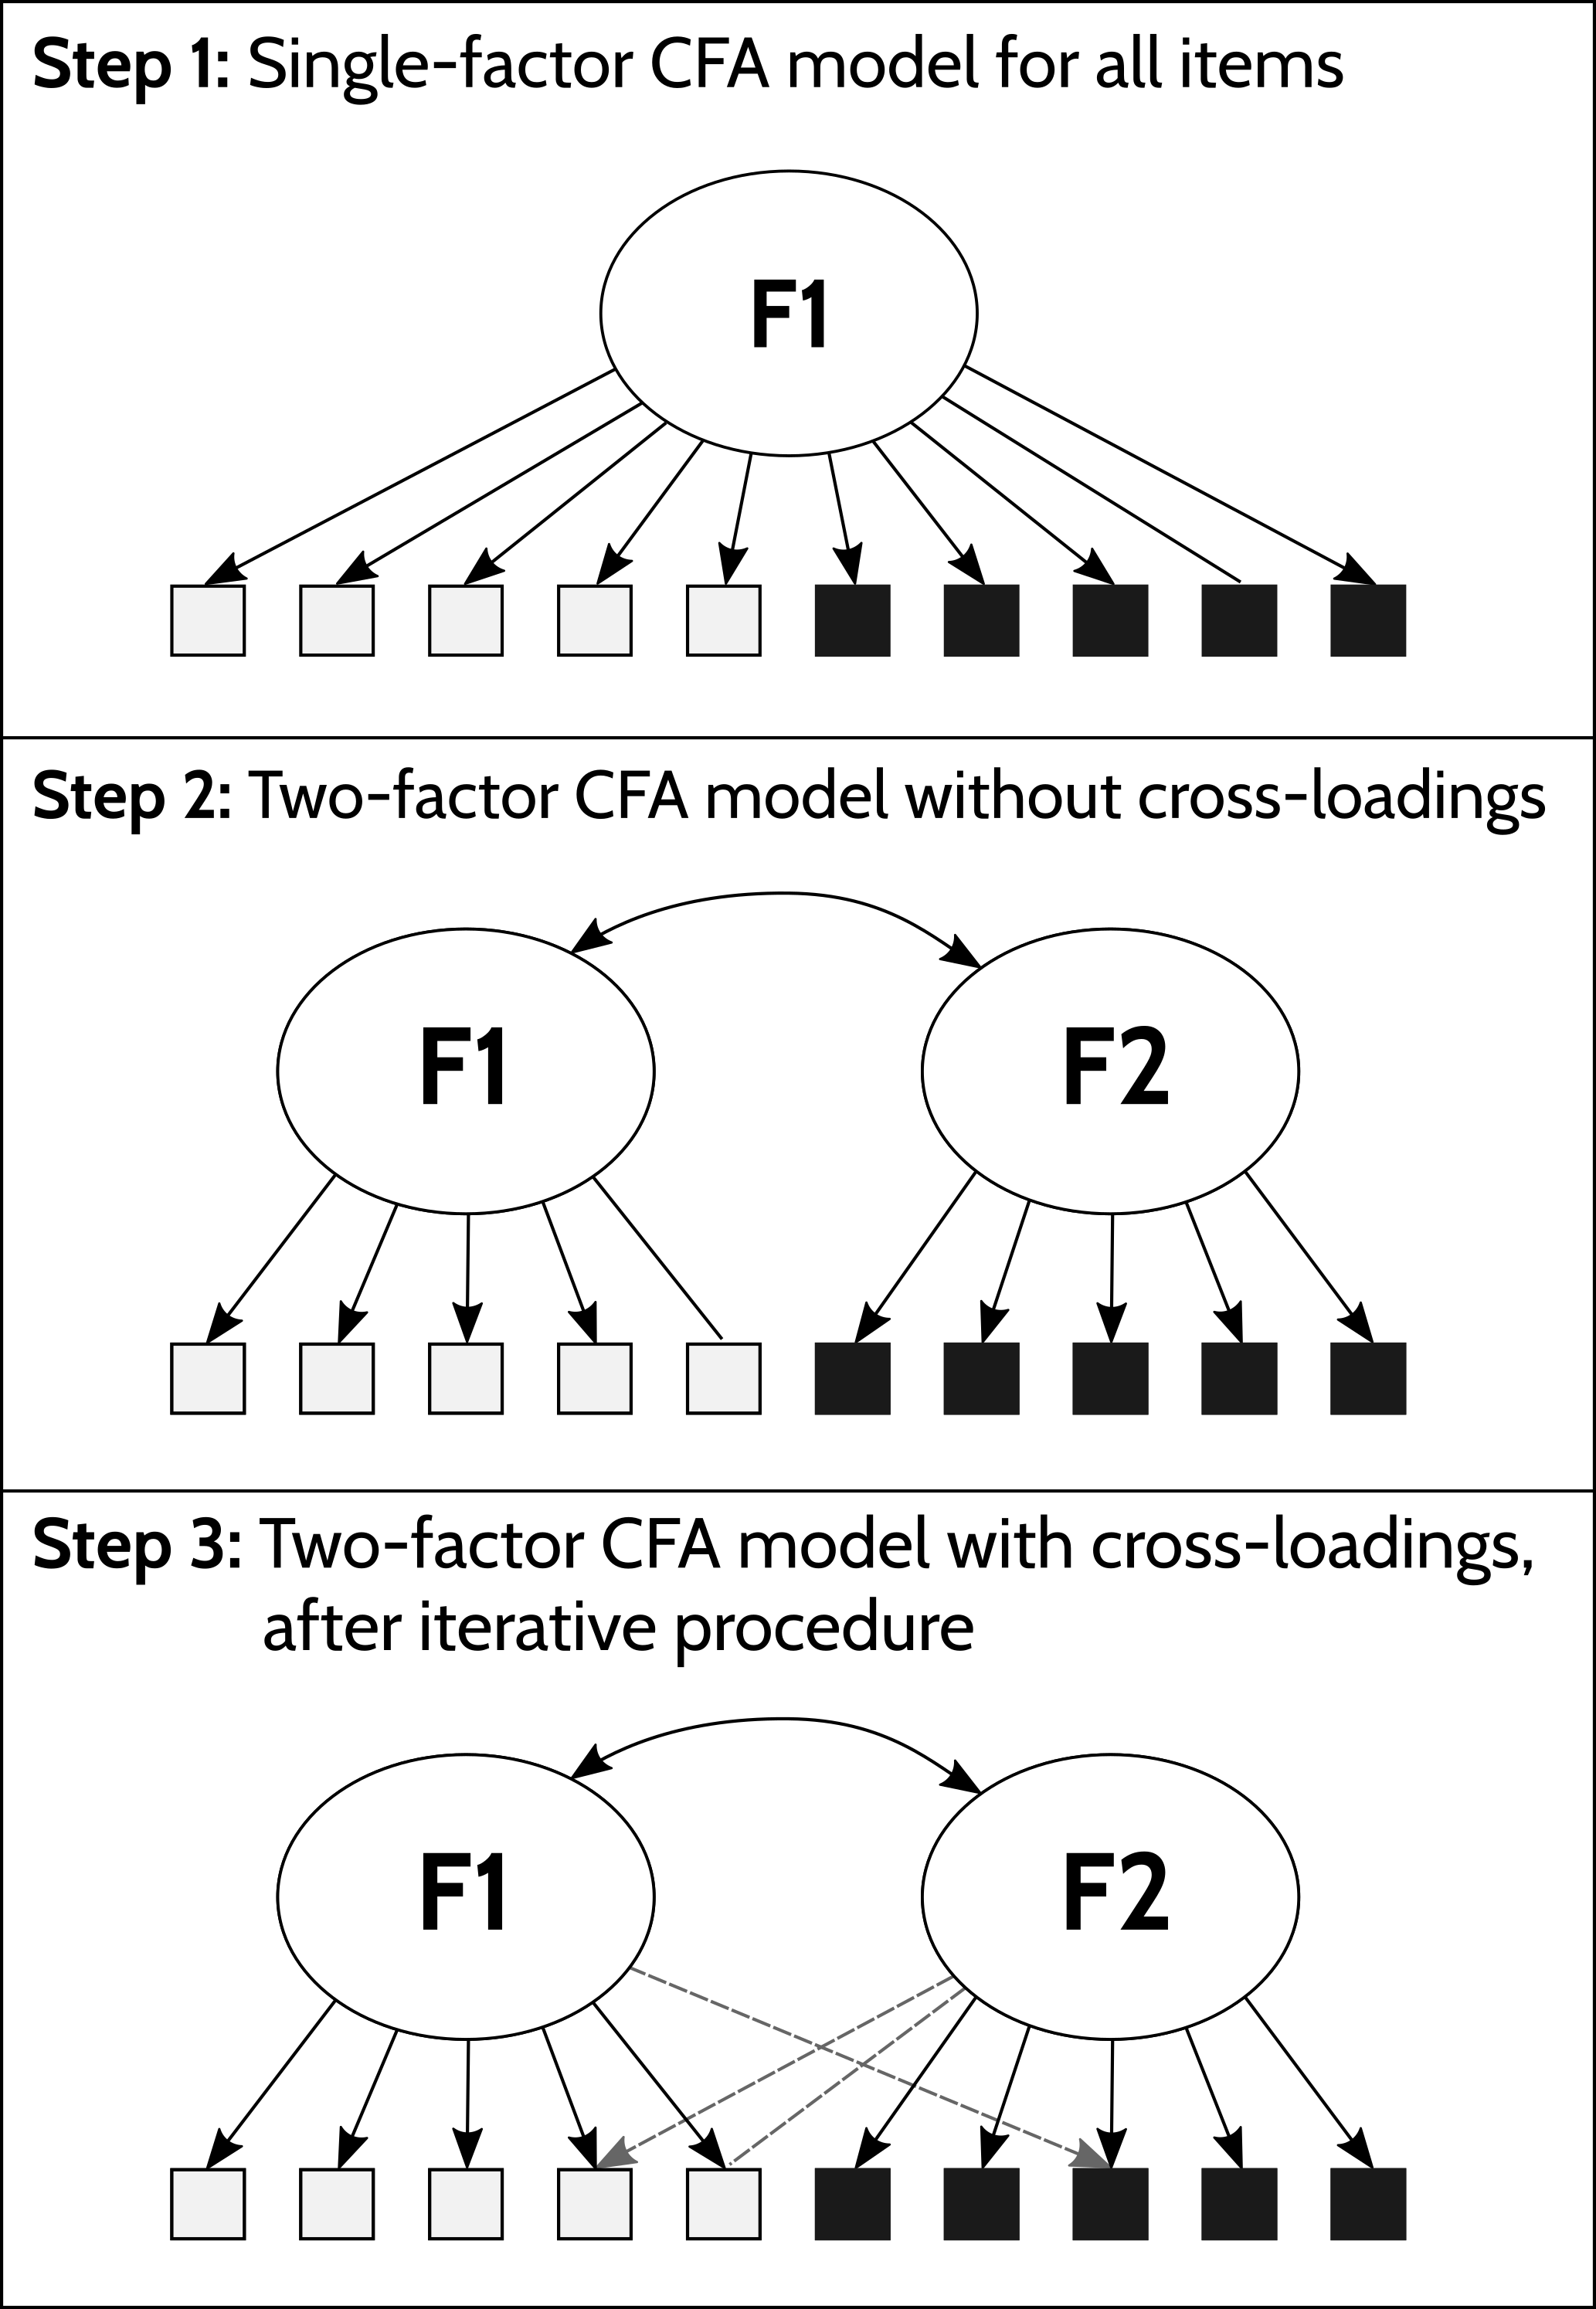 Step 1: Single-factor CFA model for all items
F1
Step 2: Two-factor CFA model without cross-loadings
F1 F2
Step 3: Two-factor CFA model with cross-loadings,
after iterative procedure
F1 F2